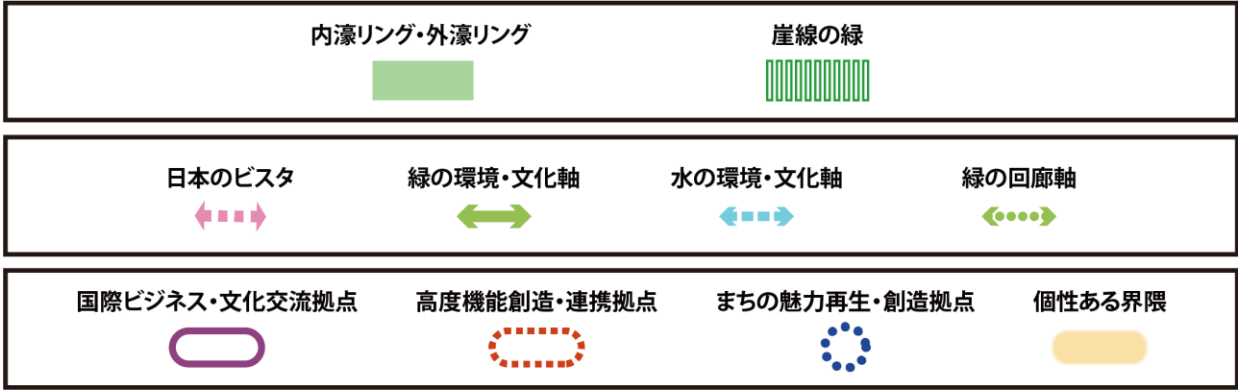 内濠リング・外濠リング 崖線の緑
日本のビスタ 緑の環境・文化軸 水の環境・文化軸 緑の回廊軸
国際ビジネス・文化交流拠点 高度機能創造・連携拠点 まちの魅力再生・創造拠点 個性ある界隈